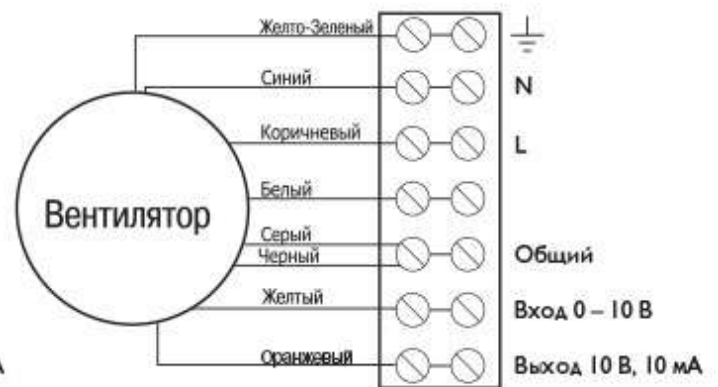 Желто-Зеленый
Синий
N
Коричневый
L
Вентилятор
Белый
Серый
Черный
Общий
Желтый
Вход 0 – 10 В
Оранжевый
Выход 10 В, 10 мА
А